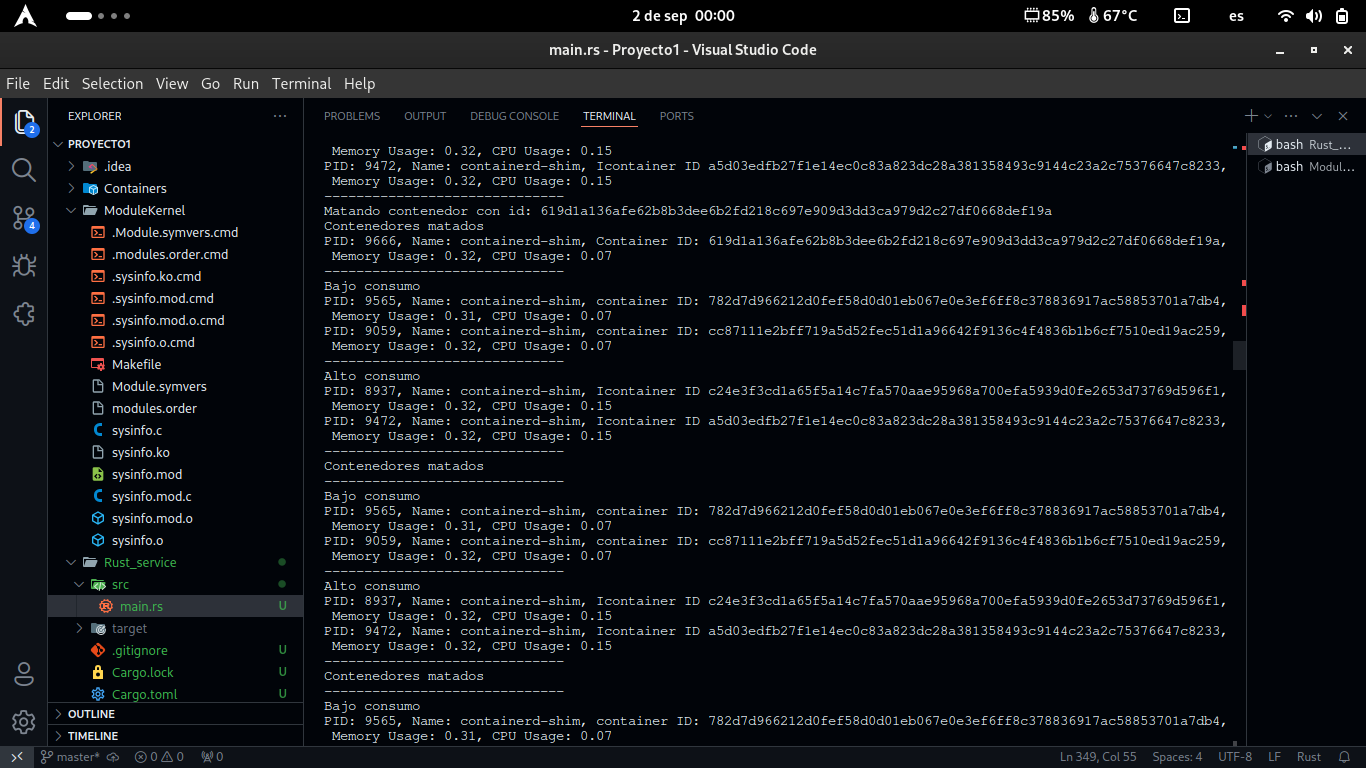 2 de sep 00:00
85% 67°C es
main.rs - Proyecto1 - Visual Studio Code
File Edit Selection View Go Run Terminal Help
EXPLORER
PROYECTO1
.idea
Containers
ModuleKernel
.Module.symvers.cmd
.modules.order.cmd
.sysinfo.ko.cmd
.sysinfo.mod.cmd
.sysinfo.mod.o.cmd
.sysinfo.o.cmd
Makefile
Module.symvers
modules.order
sysinfo.c
sysinfo.ko
sysinfo.mod
sysinfo.mod.c
sysinfo.mod.o
sysinfo.o
Rust_service
src
main.rs U
target
.gitignore U
Cargo.lock U
Cargo.toml U
OUTLINE
TIMELINE
2
4
PROBLEMS OUTPUT DEBUG CONSOLE TERMINAL PORTS
Memory Usage: 0.32, CPU Usage: 0.15
PID: 9472, Name: containerd-shim, Icontainer ID a5d03edfb27f1e14ec0c83a823dc28a381358493c9144c23a2c75376647c8233,
Memory Usage: 0.32, CPU Usage: 0.15
------------------------------
Matando contenedor con id: 619d1a136afe62b8b3dee6b2fd218c697e909d3dd3ca979d2c27df0668def19a
Contenedores matados
PID: 9666, Name: containerd-shim, Container ID: 619d1a136afe62b8b3dee6b2fd218c697e909d3dd3ca979d2c27df0668def19a,
Memory Usage: 0.32, CPU Usage: 0.07
------------------------------
Bajo consumo
PID: 9565, Name: containerd-shim, container ID: 782d7d966212d0fef58d0d01eb067e0e3ef6ff8c378836917ac58853701a7db4,
Memory Usage: 0.31, CPU Usage: 0.07
PID: 9059, Name: containerd-shim, container ID: cc87111e2bff719a5d52fec51d1a96642f9136c4f4836b1b6cf7510ed19ac259,
Memory Usage: 0.32, CPU Usage: 0.07
------------------------------
Alto consumo
PID: 8937, Name: containerd-shim, Icontainer ID c24e3f3cd1a65f5a14c7fa570aae95968a700efa5939d0fe2653d73769d596f1,
Memory Usage: 0.32, CPU Usage: 0.15
PID: 9472, Name: containerd-shim, Icontainer ID a5d03edfb27f1e14ec0c83a823dc28a381358493c9144c23a2c75376647c8233,
Memory Usage: 0.32, CPU Usage: 0.15
------------------------------
Contenedores matados
------------------------------
Bajo consumo
PID: 9565, Name: containerd-shim, container ID: 782d7d966212d0fef58d0d01eb067e0e3ef6ff8c378836917ac58853701a7db4,
Memory Usage: 0.31, CPU Usage: 0.07
PID: 9059, Name: containerd-shim, container ID: cc87111e2bff719a5d52fec51d1a96642f9136c4f4836b1b6cf7510ed19ac259,
Memory Usage: 0.32, CPU Usage: 0.07
------------------------------
Alto consumo
PID: 8937, Name: containerd-shim, Icontainer ID c24e3f3cd1a65f5a14c7fa570aae95968a700efa5939d0fe2653d73769d596f1,
Memory Usage: 0.32, CPU Usage: 0.15
PID: 9472, Name: containerd-shim, Icontainer ID a5d03edfb27f1e14ec0c83a823dc28a381358493c9144c23a2c75376647c8233,
Memory Usage: 0.32, CPU Usage: 0.15
------------------------------
Contenedores matados
------------------------------
Bajo consumo
PID: 9565, Name: containerd-shim, container ID: 782d7d966212d0fef58d0d01eb067e0e3ef6ff8c378836917ac58853701a7db4,
Memory Usage: 0.31, CPU Usage: 0.07
bash Rust_...
bash Modul...
master* 0 0 0 Ln 349, Col 55 Spaces: 4 UTF-8 LF Rust